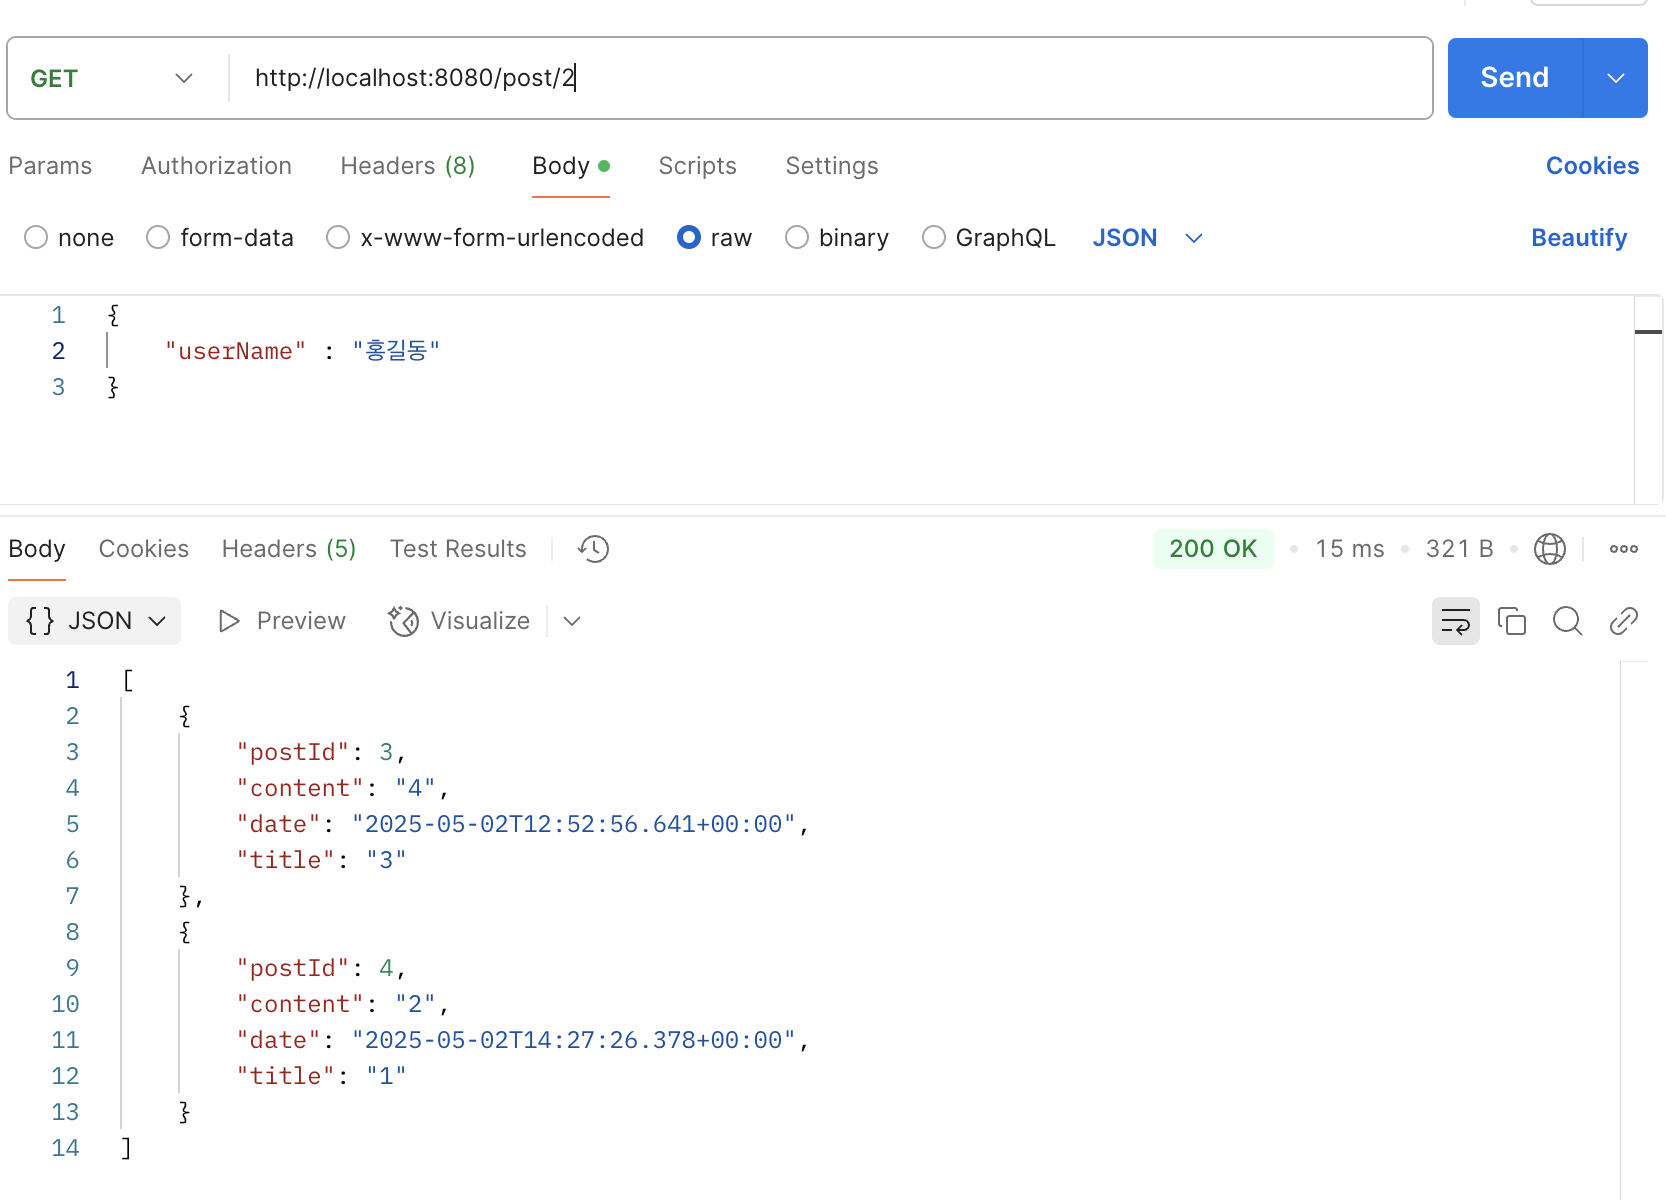 GET http://localhost:8080/post/2 Send
Params Authorization Headers (8) Body Scripts Settings Cookies
none form-data x-www-form-urlencoded raw binary GraphQL JSON Beautify
1 {
2 "userName" : "홍길동"
3 }
Body Cookies Headers (5) Test Results 200 OK 15 ms 321 B
{} JSON Preview Visualize
1 [
2 {
3 "postId": 3,
4 "content": "4",
5 "date": "2025-05-02T12:52:56.641+00:00",
6 "title": "3"
7 },
8 {
9 "postId": 4,
10 "content": "2",
11 "date": "2025-05-02T14:27:26.378+00:00",
12 "title": "1"
13 }
14 ]